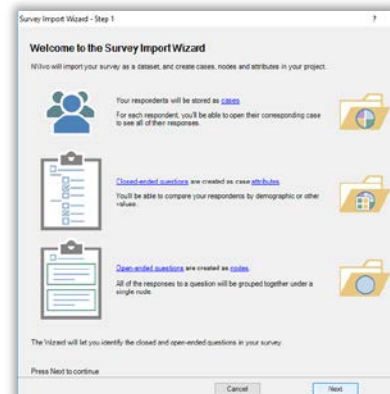 Survey Import Wizard - Step 1
?
Welcome to the Survey Import Wizard
NVivo will import your survey as a dataset, and create cases, nodes and attributes in your project.
Your respondents will be stored as cases.
For each respondent, you'll be able to open their corresponding case
to see all of their responses.
Closed-ended questions are created as case attributes.
You'll be able to compare your respondents by demographic or other
values.
Open-ended questions are created as nodes.
All of the responses to a question will be grouped together under a
single node.
The Wizard will let you identify the closed and open-ended questions in your survey.
Press Next to continue
Cancel
Next